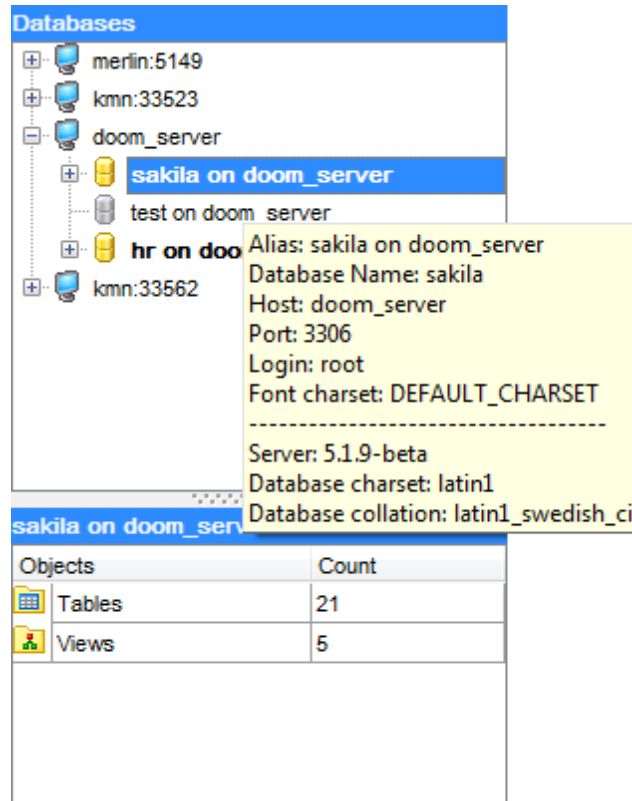 Databases
merlin:5149
kmn:33523
doom_server
sakila on doom_server
test on doom_server
hr on doo
kmn:33562
Alias: sakila on doom_server
Database Name: sakila
Host: doom_server
Port: 3306
Login: root
Font charset: DEFAULT_CHARSET
------------------------------------
Server: 5.1.9-beta
Database charset: latin1
Database collation: latin1_swedish_ci
sakila on doom_serv
Objects Count
Tables 21
Views 5